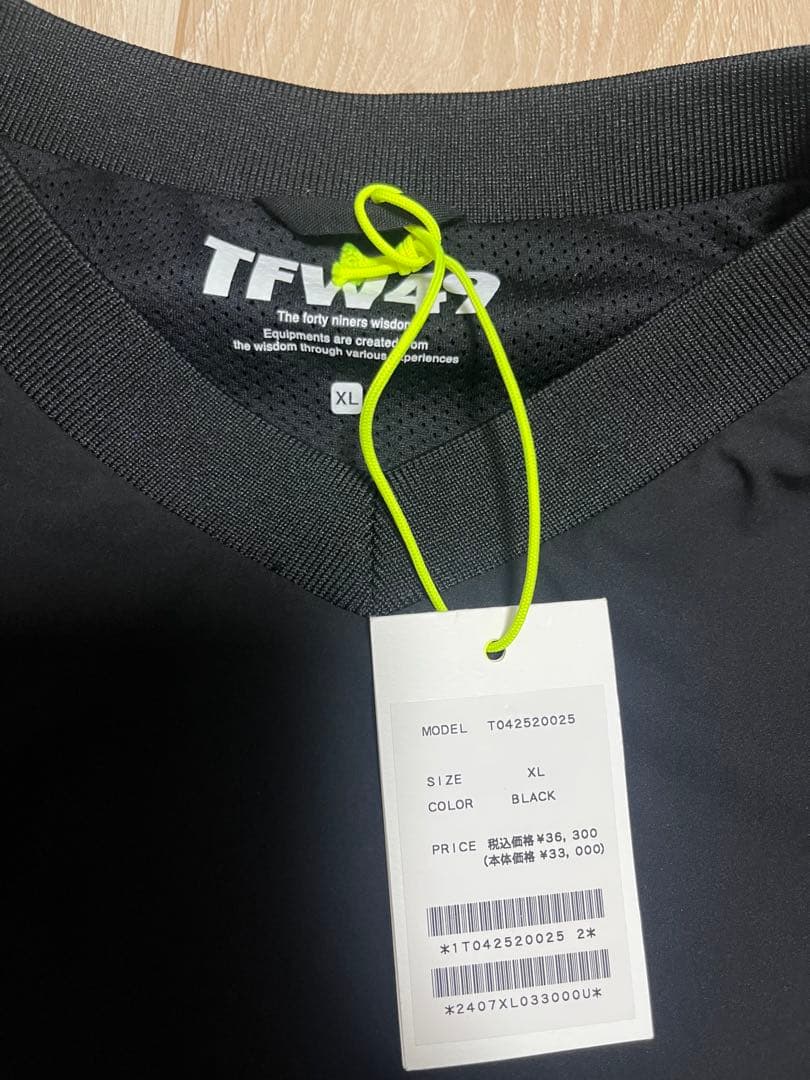 TFW49
The forty niners wisdom
Equipments are created from
the wisdom through various experiences
XL
MODEL T042520025
SIZE XL
COLOR BLACK
PRICE 税込価格¥36,300
(本体価格 ¥33,000)
*1T042520025 2*
*2407XL033000U*